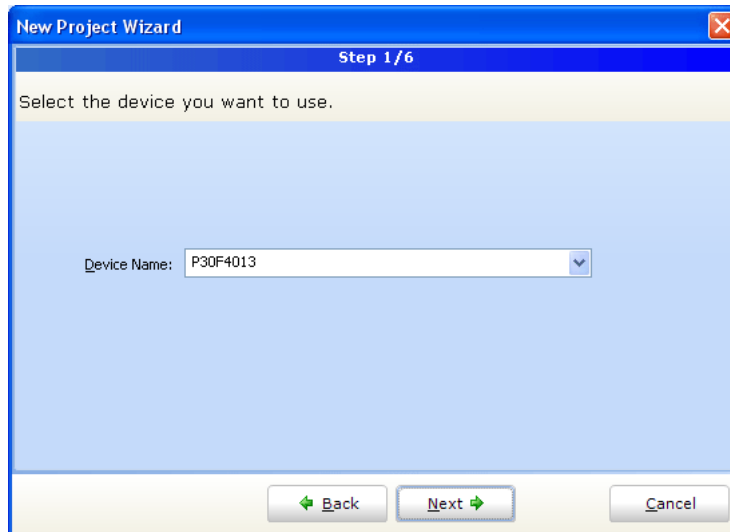 New Project Wizard
Step 1/6
Select the device you want to use.
Device Name: P30F4013
Back Next Cancel